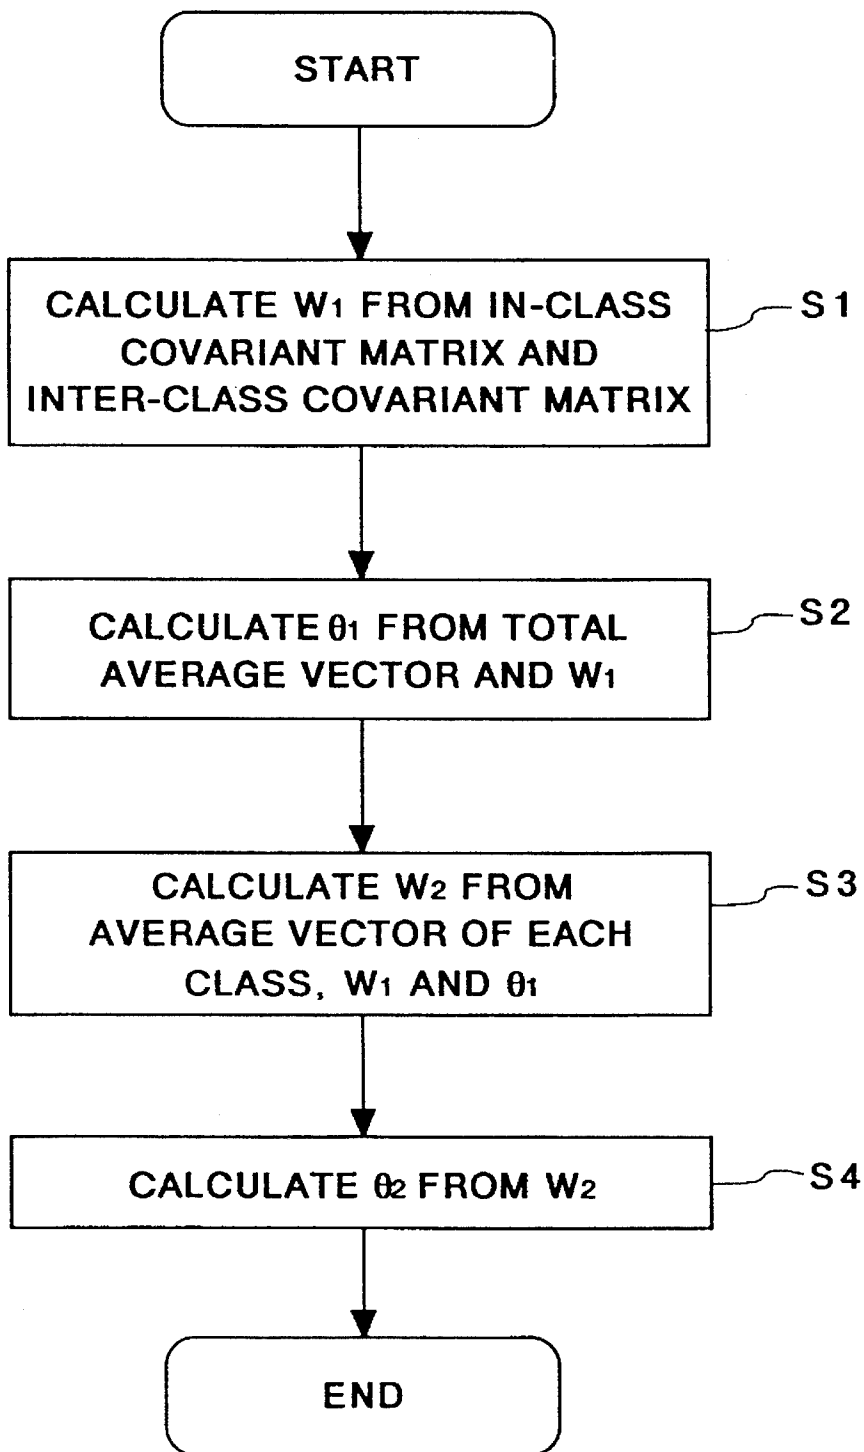 START
CALCULATE W1 FROM IN-CLASS
COVARIANT MATRIX AND
INTER-CLASS COVARIANT MATRIX
S1
CALCULATE θ1 FROM TOTAL
AVERAGE VECTOR AND W1
S2
CALCULATE W2 FROM
AVERAGE VECTOR OF EACH
CLASS, W1 AND θ1
S3
CALCULATE θ2 FROM W2
S4
END